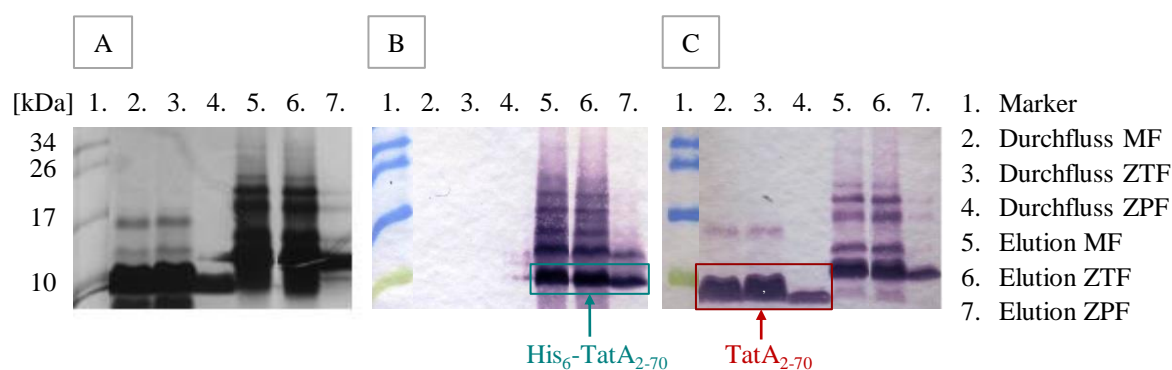 A
B
C
[kDa] 1. 2. 3. 4. 5. 6. 7. 1. 2. 3. 4. 5. 6. 7. 1. 2. 3. 4. 5. 6. 7.
34
26
17
10
1. Marker
2. Durchfluss MF
3. Durchfluss ZTF
4. Durchfluss ZPF
5. Elution MF
6. Elution ZTF
7. Elution ZPF
His6-TatA2-70
TatA2-70